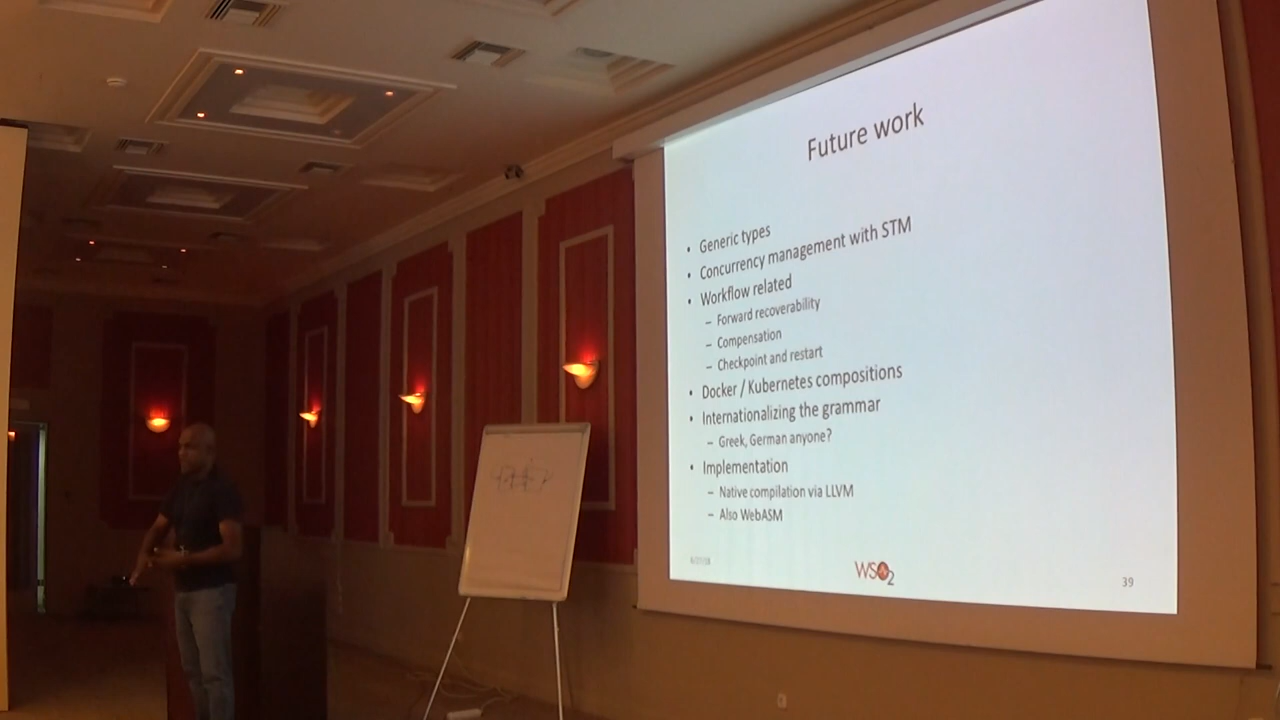 Future work
• Generic types
• Concurrency management with STM
• Workflow related
– Forward recoverability
– Compensation
– Checkpoint and restart
• Docker / Kubernetes compositions
• Internationalizing the grammar
– Greek, German anyone?
• Implementation
– Native compilation via LLVM
– Also WebASM
WSO2
39